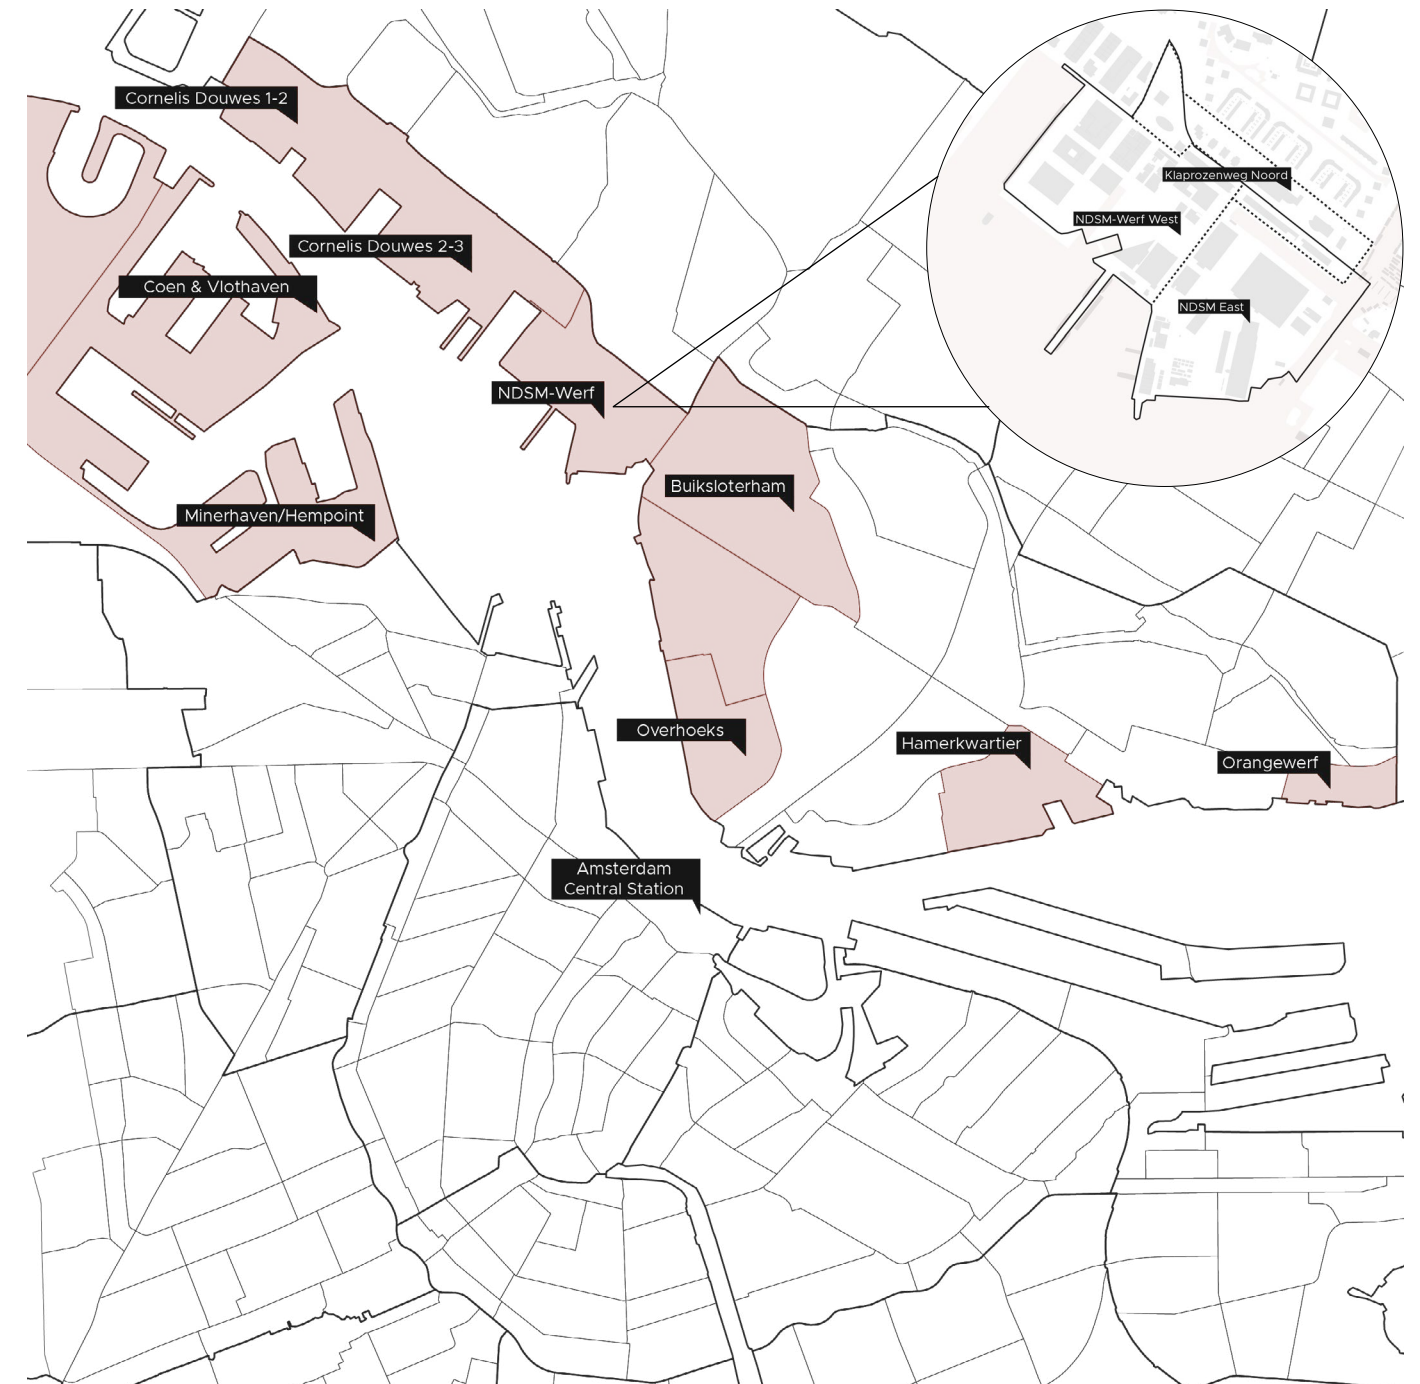 Cornelis Douwes 1-2
Klaprozenweg Noord
NDSM-Werf West
Cornelis Douwes 2-3
Coen & Vlothaven
NDSM East
NDSM-Werf
Buiksloterham
Minerhaven/Hempoint
Overhoeks
Hamerkwartier
Orangewerf
Amsterdam
Central Station